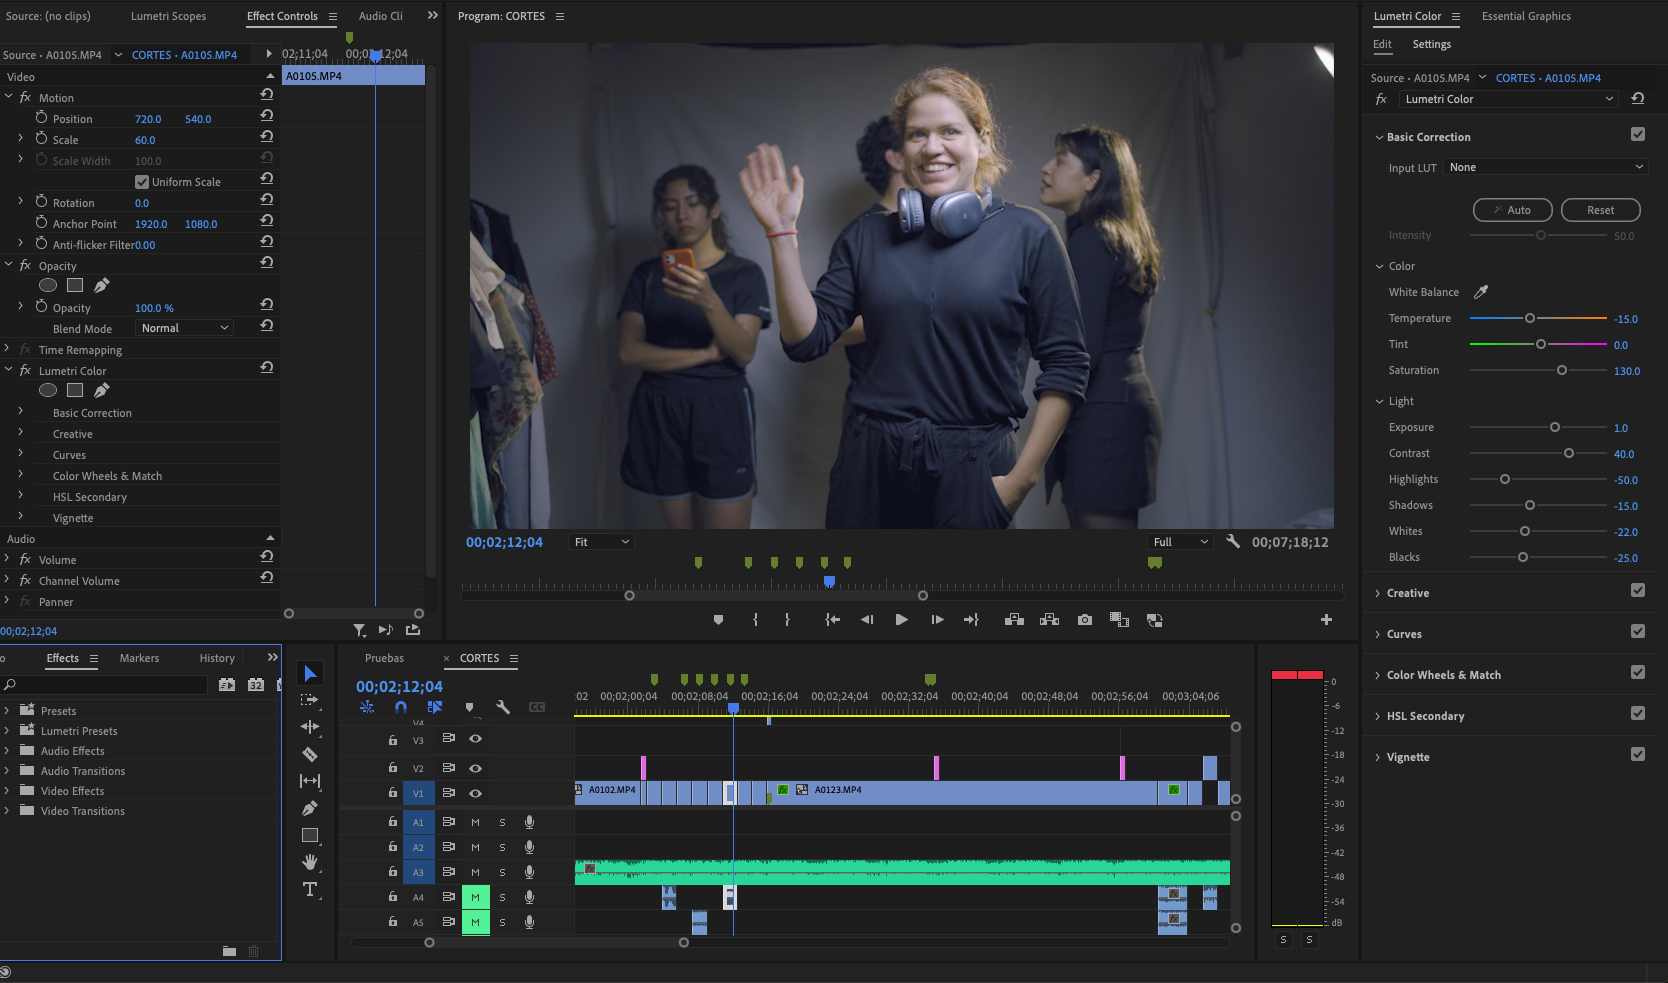 Source: (no clips)
Lumetri Scopes
Effect Controls
Audio Cli
Source • A0105.MP4
CORTES • A0105.MP4
02;11;04
00;02;12;04
Video
A0105.MP4
fx Motion
Position 720.0 540.0
Scale 60.0
Scale Width 100.0
Uniform Scale
Rotation 0.0
Anchor Point 1920.0 1080.0
Anti-flicker Filter 0.00
fx Opacity
Opacity 100.0 %
Blend Mode Normal
fx Time Remapping
fx Lumetri Color
Basic Correction
Creative
Curves
Color Wheels & Match
HSL Secondary
Vignette
Audio
fx Volume
fx Channel Volume
fx Panner
00;02;12;04
Program: CORTES
00;02;12;04
Fit
Full
00;07;18;12
Lumetri Color
Essential Graphics
Edit
Settings
Source • A0105.MP4
CORTES • A0105.MP4
fx Lumetri Color
Basic Correction
Input LUT None
Auto
Reset
Intensity 50.0
Color
White Balance
Temperature -15.0
Tint 0.0
Saturation 130.0
Light
Exposure 1.0
Contrast 40.0
Highlights -50.0
Shadows -15.0
Whites -22.0
Blacks -25.0
Creative
Curves
Color Wheels & Match
HSL Secondary
Vignette
o
Effects
Markers
History
32
Presets
Lumetri Presets
Audio Effects
Audio Transitions
Video Effects
Video Transitions
Pruebas
× CORTES
00;02;12;04
CC
02 00;02;00;04 00;02;08;04 00;02;16;04 00;02;24;04 00;02;32;04 00;02;40;04 00;02;48;04 00;02;56;04 00;03;04;06
V4
V3
V2
V1
A0102.MP4
fx
A0123.MP4
fx
A1 M S
A2 M S
A3 M S
fx
A4 M S
fx
A5 M S
fx
T
0
-6
-12
-18
-24
-30
-36
-42
-48
-54
dB
S S